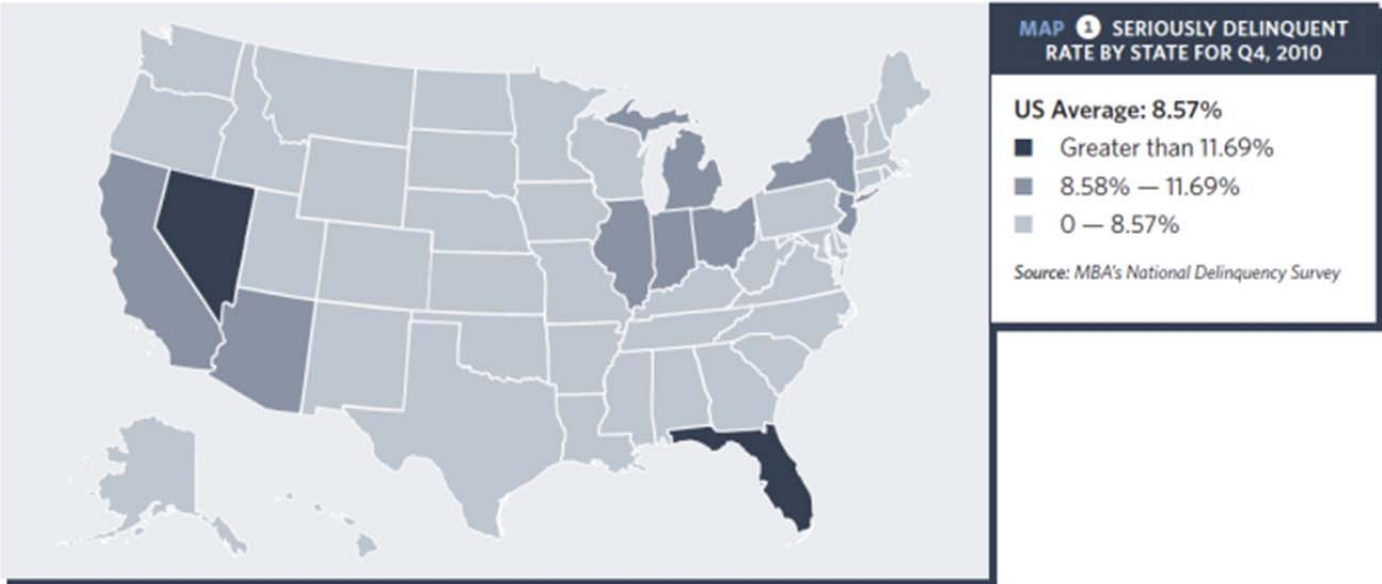 MAP 1 SERIOUSLY DELINQUENT
RATE BY STATE FOR Q4, 2010
US Average: 8.57%
Greater than 11.69%
8.58% — 11.69%
0 — 8.57%
Source: MBA's National Delinquency Survey